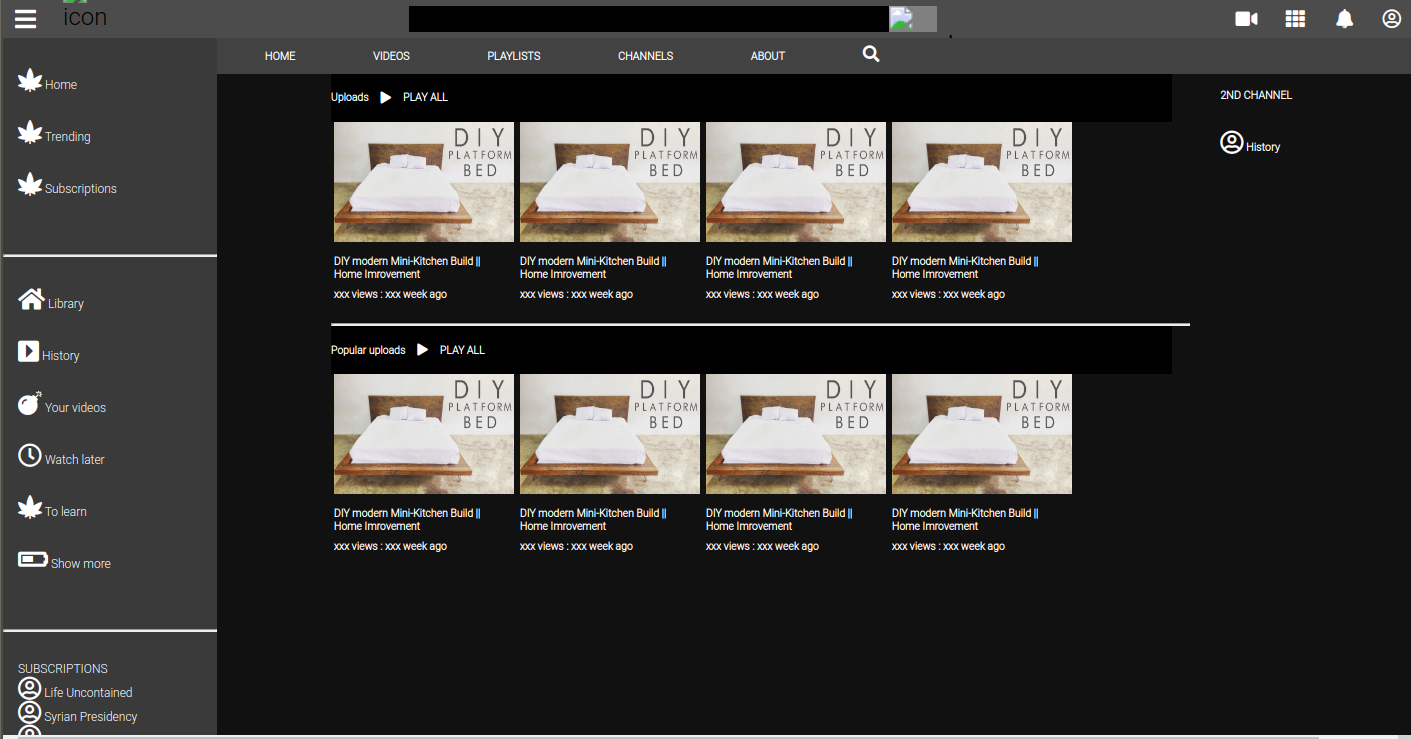 icon
HOME VIDEOS PLAYLISTS CHANNELS ABOUT
Home
Trending
Subscriptions
Library
History
Your videos
Watch later
To learn
Show more
SUBSCRIPTIONS
Life Uncontained
Syrian Presidency
Uploads PLAY ALL
DIY PLATFORM BED
DIY PLATFORM BED
DIY PLATFORM BED
DIY PLATFORM BED
DIY modern Mini-Kitchen Build ||
Home Imrovement
xxx views : xxx week ago
DIY modern Mini-Kitchen Build ||
Home Imrovement
xxx views : xxx week ago
DIY modern Mini-Kitchen Build ||
Home Imrovement
xxx views : xxx week ago
DIY modern Mini-Kitchen Build ||
Home Imrovement
xxx views : xxx week ago
Popular uploads PLAY ALL
DIY PLATFORM BED
DIY PLATFORM BED
DIY PLATFORM BED
DIY PLATFORM BED
DIY modern Mini-Kitchen Build ||
Home Imrovement
xxx views : xxx week ago
DIY modern Mini-Kitchen Build ||
Home Imrovement
xxx views : xxx week ago
DIY modern Mini-Kitchen Build ||
Home Imrovement
xxx views : xxx week ago
DIY modern Mini-Kitchen Build ||
Home Imrovement
xxx views : xxx week ago
2ND CHANNEL
History